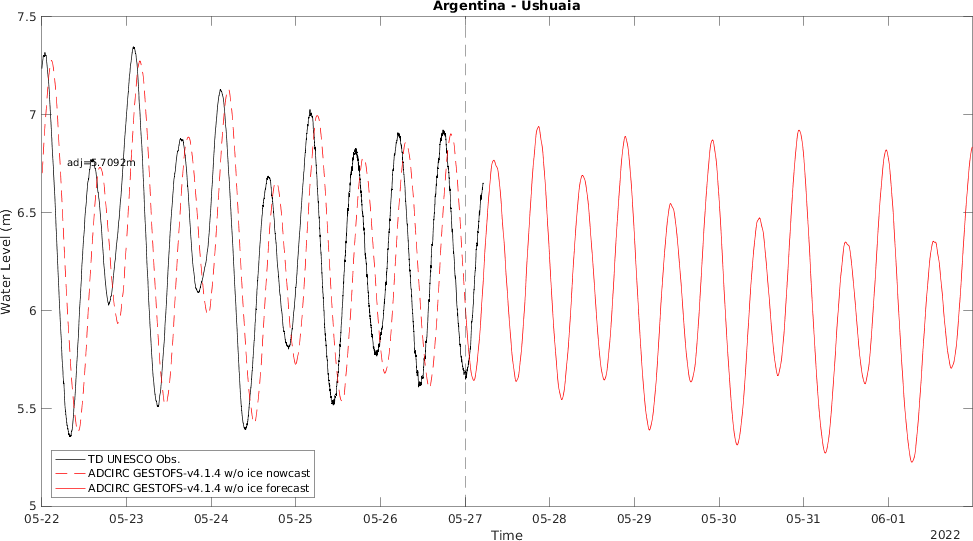 Argentina - Ushuaia
7.5
7
6.5
6
5.5
5
Water Level (m)
adj=5.7092m
TD UNESCO Obs.
ADCIRC GESTOFS-v4.1.4 w/o ice nowcast
ADCIRC GESTOFS-v4.1.4 w/o ice forecast
05-22 05-23 05-24 05-25 05-26 05-27 05-28 05-29 05-30 05-31 06-01
Time
2022